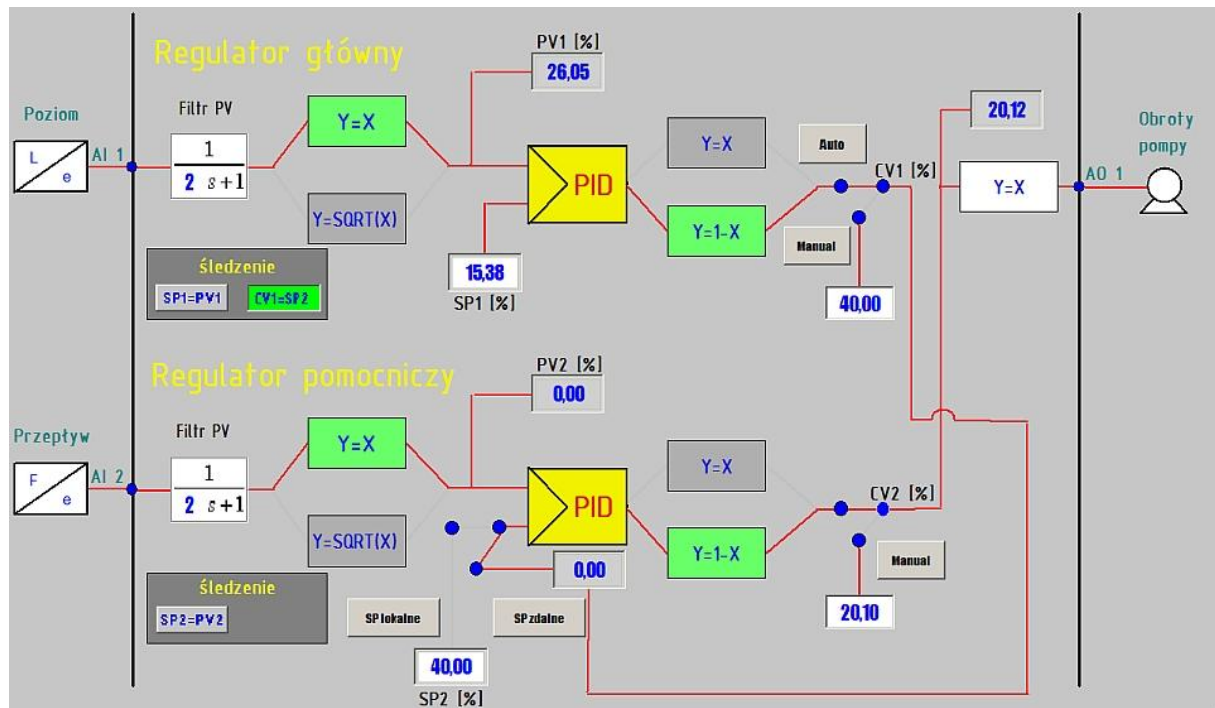 Regulator główny
PV1 [%]
26,05
Poziom
Filtr PV
Y=X
Y=X
Auto
20,12
Obroty
pompy
L
e
AI 1
1
2 s+1
PID
CV1 [%]
Y=X
AO 1
Y=SQRT(X)
Y=1-X
Manual
śledzenie
SP1=PV1
CV1=SP2
15,38
SP1 [%]
40,00
Regulator pomocniczy
PV2 [%]
0,00
Przepływ
Filtr PV
Y=X
Y=X
F
e
AI 2
1
2 s+1
PID
CV2 [%]
Y=SQRT(X)
Y=1-X
Manual
0,00
śledzenie
SP2=PV2
SP lokalne
SP zdalne
20,10
40,00
SP2 [%]